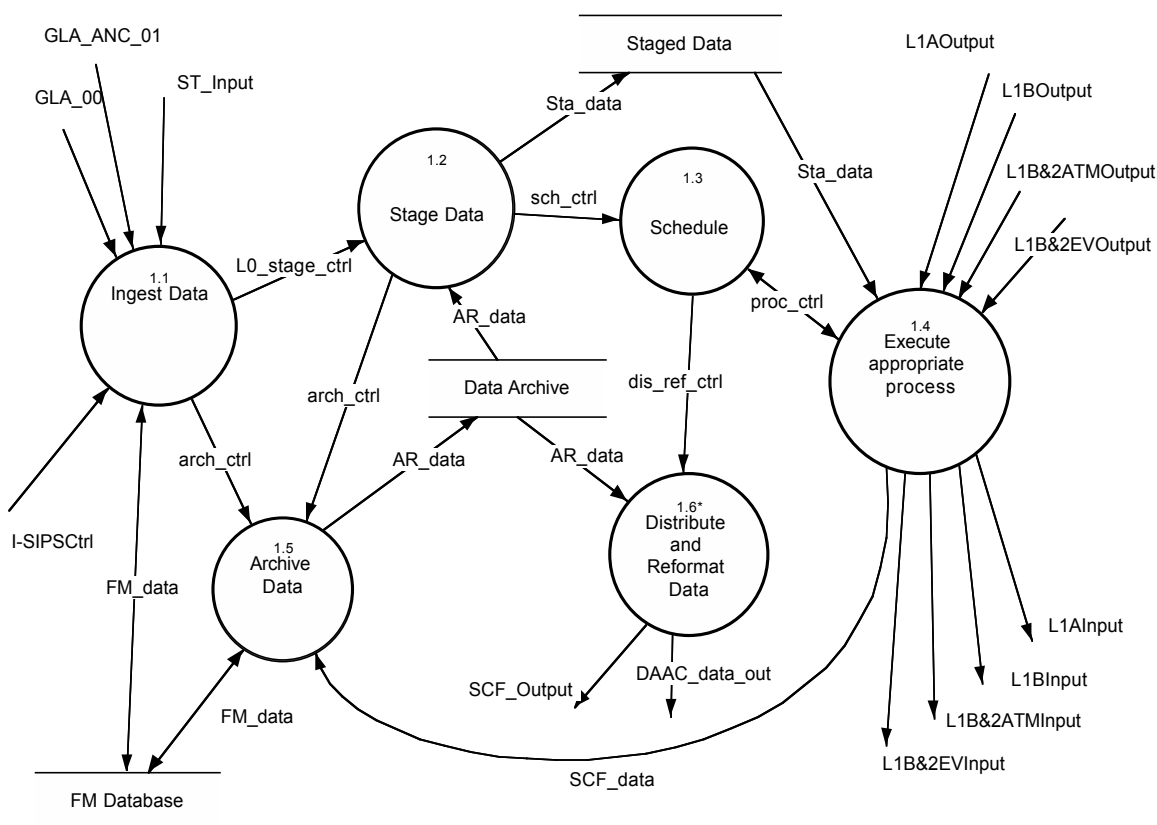 GLA_ANC_01
GLA_00
ST_Input
Staged Data
L1AOutput
L1BOutput
L1B&2ATMOutput
L1B&2EVOutput
Sta_data
Sta_data
1.2
Stage Data
sch_ctrl
1.3
Schedule
1.1
Ingest Data
L0_stage_ctrl
AR_data
proc_ctrl
1.4
Execute
appropriate
process
Data Archive
arch_ctrl
dis_ref_ctrl
arch_ctrl
AR_data
AR_data
I-SIPSCtrl
1.5
Archive
Data
1.6*
Distribute
and
Reformat
Data
FM_data
FM_data
SCF_Output
DAAC_data_out
L1AInput
L1BInput
L1B&2ATMInput
L1B&2EVInput
SCF_data
FM Database